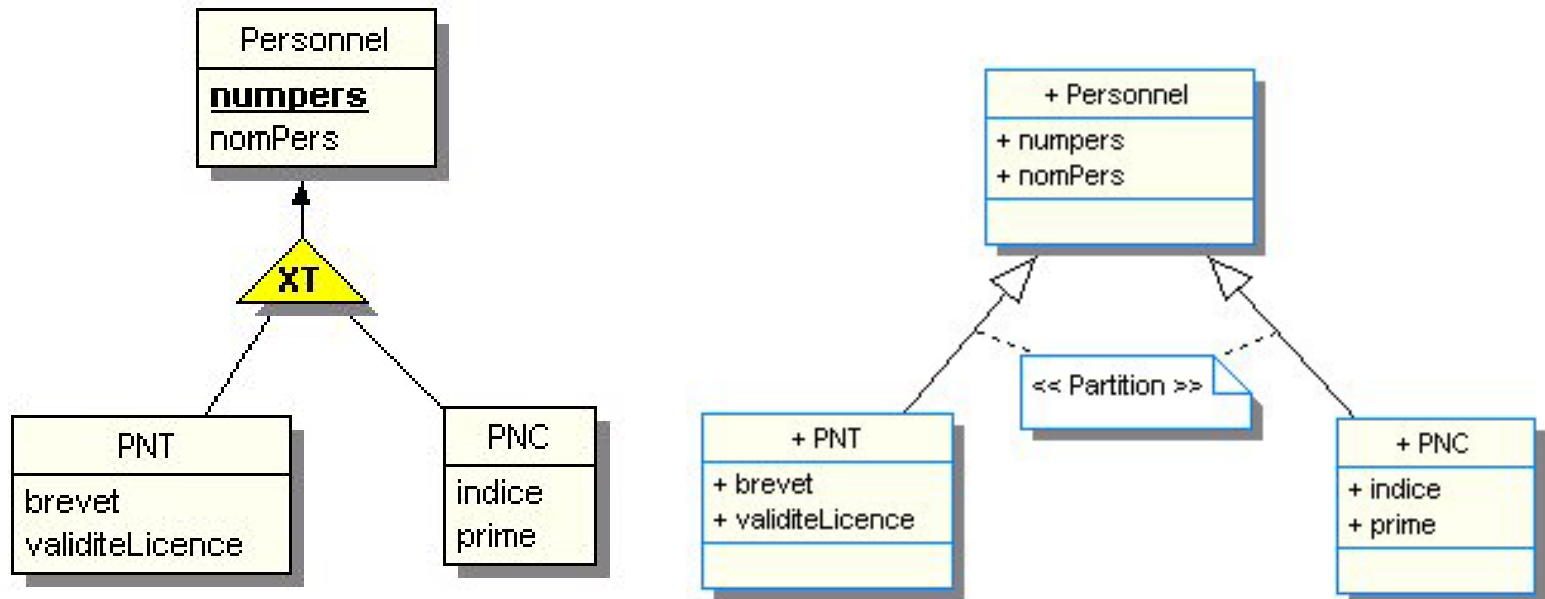 Personnel
numpers
nomPers
XT
PNT
brevet
validiteLicence
PNC
indice
prime
+ Personnel
+ numpers
+ nomPers
<< Partition >>
+ PNT
+ brevet
+ validiteLicence
+ PNC
+ indice
+ prime